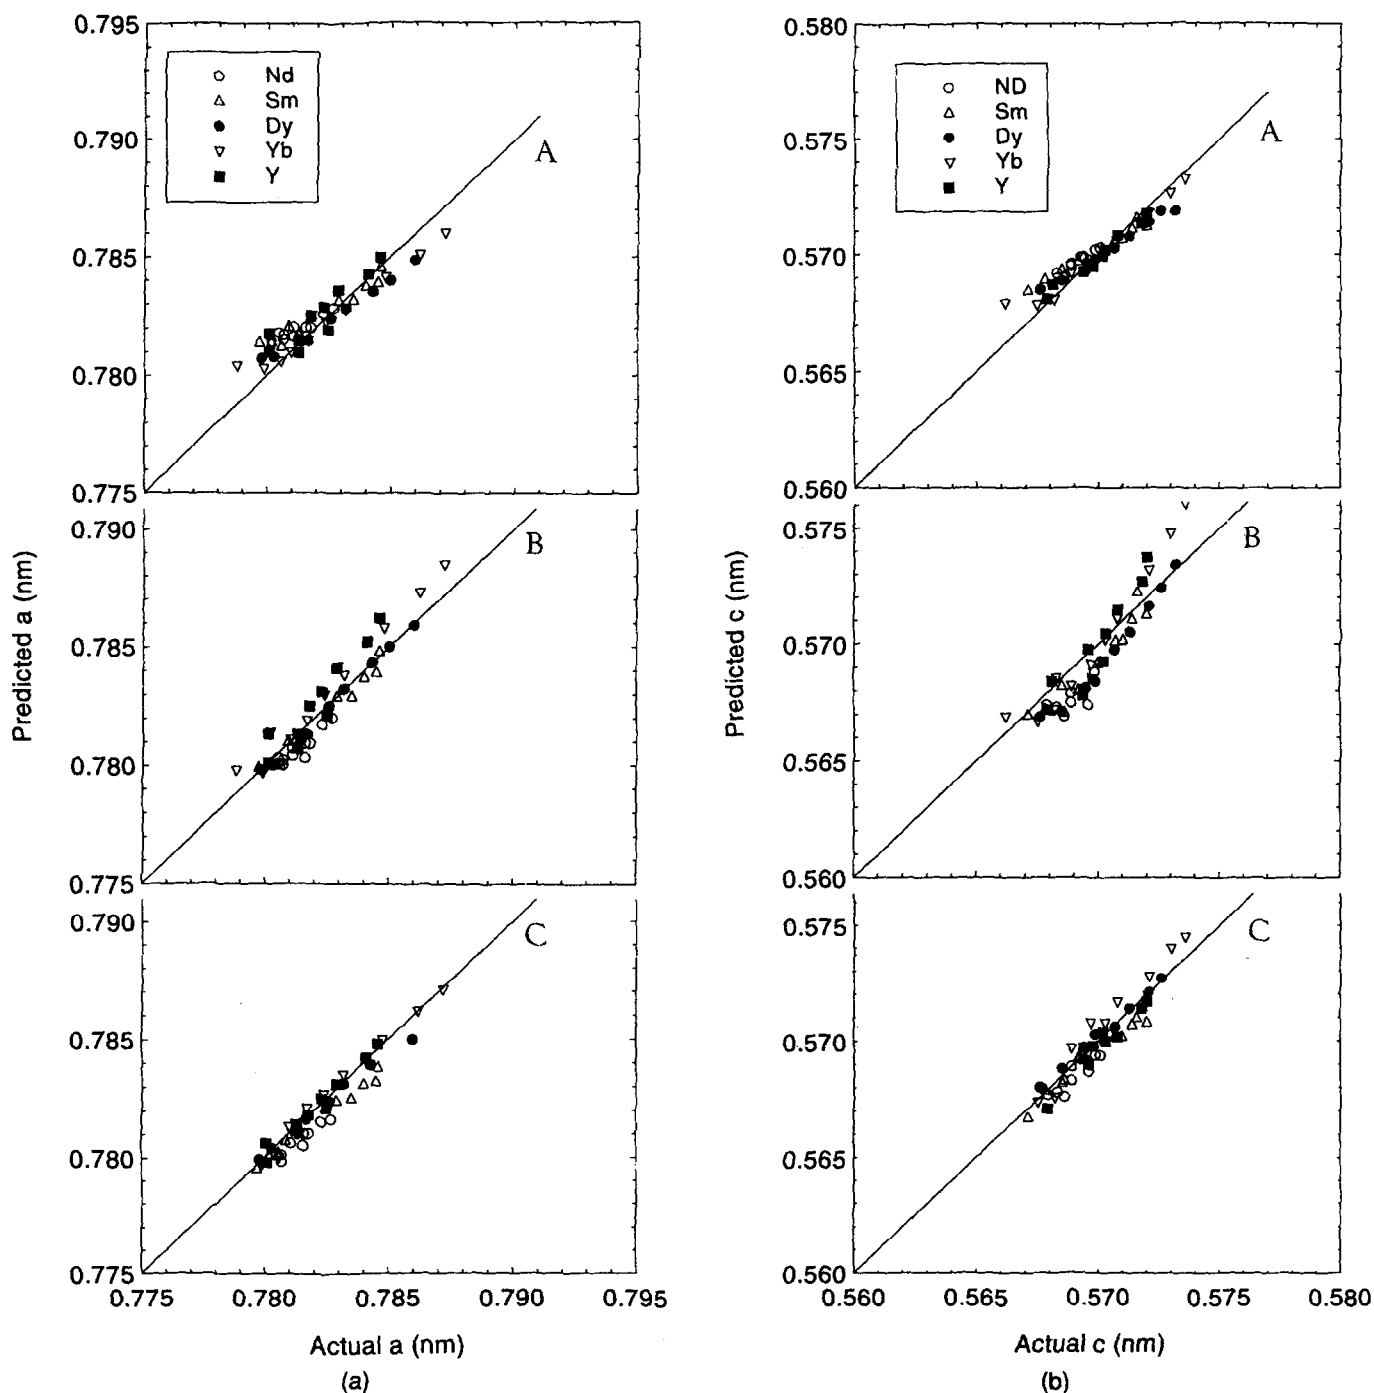 0.795
0.790
0.785
0.780
0.775
Nd
Sm
Dy
Yb
Y
A
0.790
0.785
0.780
0.775
B
0.790
0.785
0.780
0.775
C
0.775 0.780 0.785 0.790 0.795
Predicted a (nm)
Actual a (nm)
(a)
0.580
0.575
0.570
0.565
0.560
ND
Sm
Dy
Yb
Y
A
0.575
0.570
0.565
0.560
B
0.575
0.570
0.565
0.560
C
0.560 0.565 0.570 0.575 0.580
Predicted c (nm)
Actual c (nm)
(b)